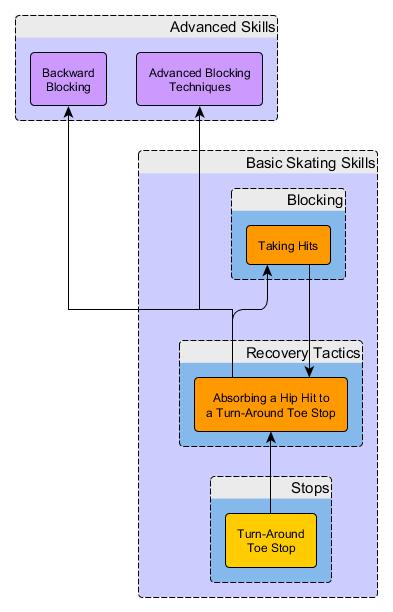 Advanced Skills
Backward
Blocking
Advanced Blocking
Techniques
Basic Skating Skills
Blocking
Taking Hits
Recovery Tactics
Absorbing a Hip Hit to
a Turn-Around Toe Stop
Stops
Turn-Around
Toe Stop